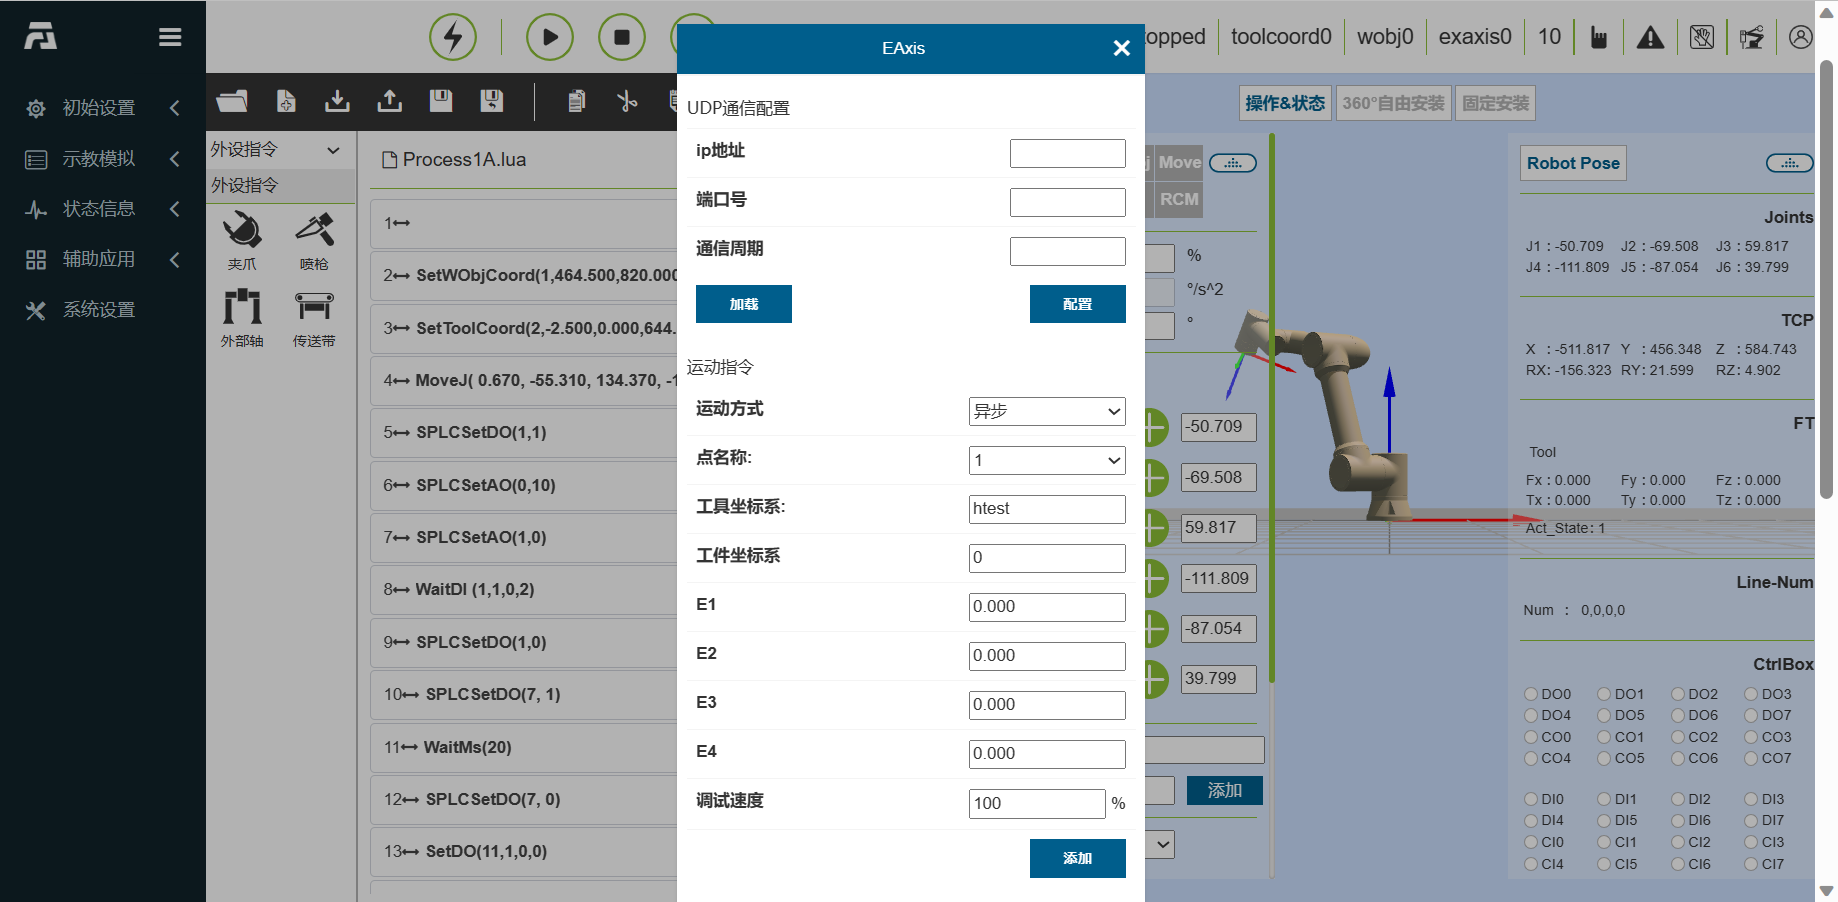 初始设置
示教模拟
状态信息
辅助应用
系统设置
opped
toolcoord0
wobj0
exaxis0
10
外设指令
外设指令
夹爪
喷枪
外部轴
传送带
Process1A.lua
1
2 SetWObjCoord(1,464.500,820.000
3 SetToolCoord(2,-2.500,0.000,644.
4 MoveJ( 0.670, -55.310, 134.370, -1
5 SPLCSetDO(1,1)
6 SPLCSetAO(0,10)
7 SPLCSetAO(1,0)
8 WaitDI (1,1,0,2)
9 SPLCSetDO(1,0)
10 SPLCSetDO(7, 1)
11 WaitMs(20)
12 SPLCSetDO(7, 0)
13 SetDO(11,1,0,0)
EAxis
UDP通信配置
ip地址
端口号
通信周期
加载
配置
运动指令
运动方式 异步
点名称: 1
工具坐标系: htest
工件坐标系 0
E1 0.000
E2 0.000
E3 0.000
E4 0.000
调试速度 100 %
添加
操作&状态
360°自由安装
固定安装
Move
RCM
%
°/s^2
°
-50.709
-69.508
59.817
-111.809
-87.054
39.799
添加
Robot Pose
Joints
J1 : -50.709 J2 : -69.508 J3 : 59.817
J4 : -111.809 J5 : -87.054 J6 : 39.799
TCP
X : -511.817 Y : 456.348 Z : 584.743
RX: -156.323 RY: 21.599 RZ: 4.902
FT
Tool
Fx : 0.000 Fy : 0.000 Fz : 0.000
Tx : 0.000 Ty : 0.000 Tz : 0.000
Act_State: 1
Line-Num
Num : 0,0,0,0
CtrlBox
DO0 DO1 DO2 DO3
DO4 DO5 DO6 DO7
CO0 CO1 CO2 CO3
CO4 CO5 CO6 CO7
DI0 DI1 DI2 DI3
DI4 DI5 DI6 DI7
CI0 CI1 CI2 CI3
CI4 CI5 CI6 CI7